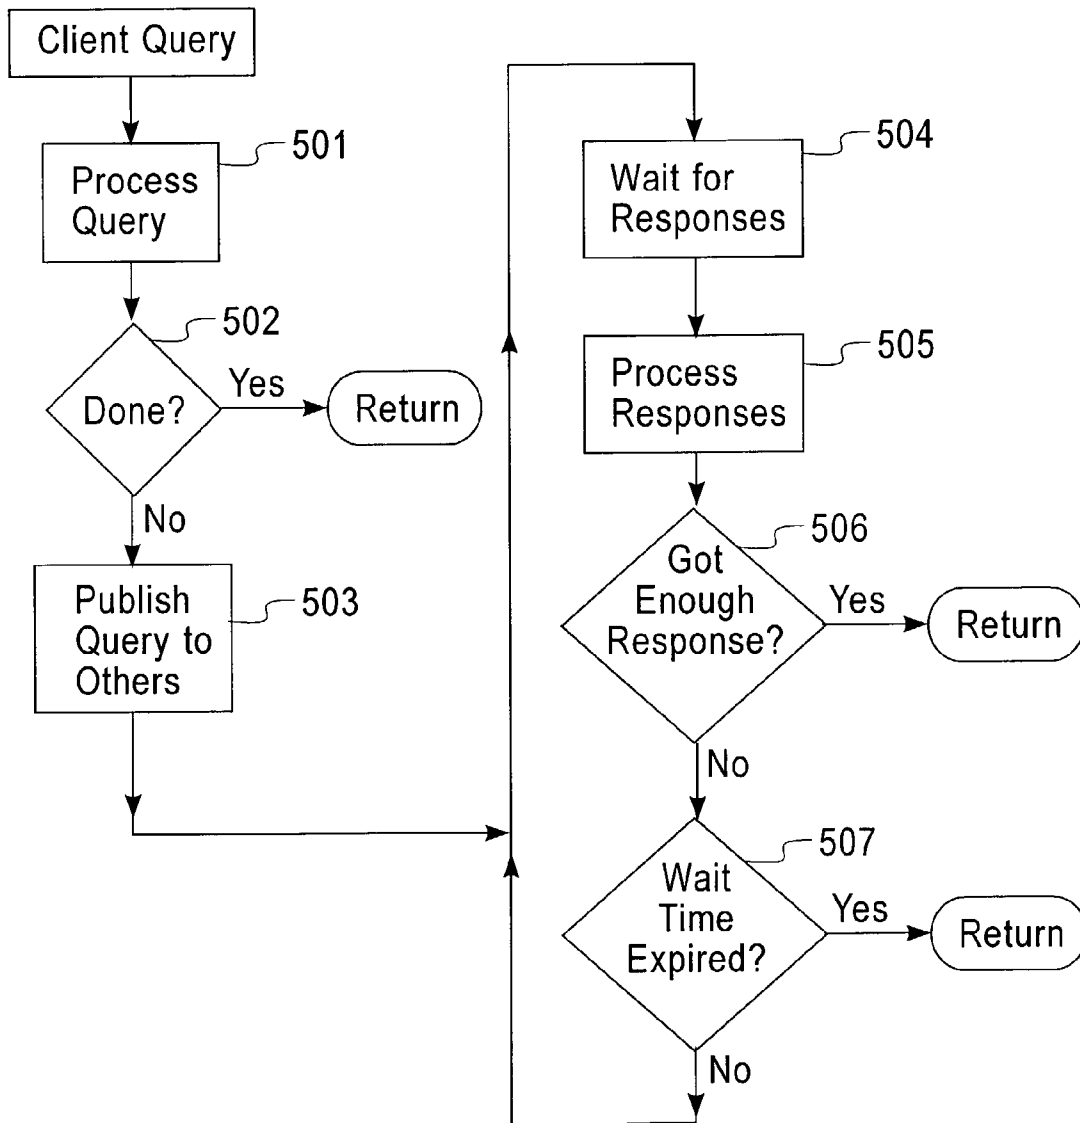 Client Query
501
Process
Query
502
Done?
Yes
Return
No
Publish
Query to
Others
503
504
Wait for
Responses
505
Process
Responses
506
Got
Enough
Response?
Yes
Return
No
507
Wait
Time
Expired?
Yes
Return
No